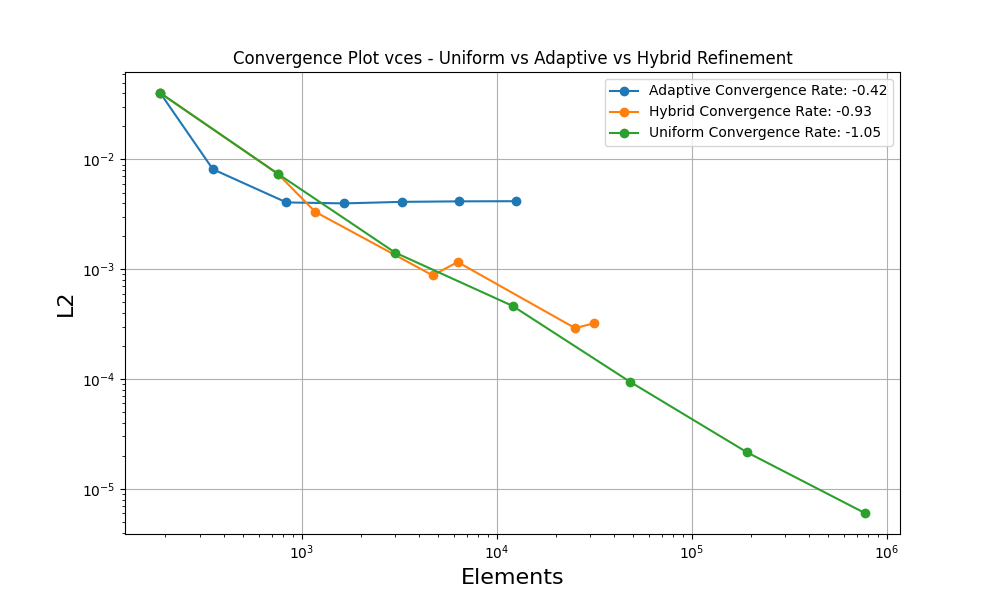 Convergence Plot vces - Uniform vs Adaptive vs Hybrid Refinement
Adaptive Convergence Rate: -0.42
Hybrid Convergence Rate: -0.93
Uniform Convergence Rate: -1.05
10⁻²
10⁻³
10⁻⁴
10⁻⁵
L2
10³ 10⁴ 10⁵ 10⁶
Elements